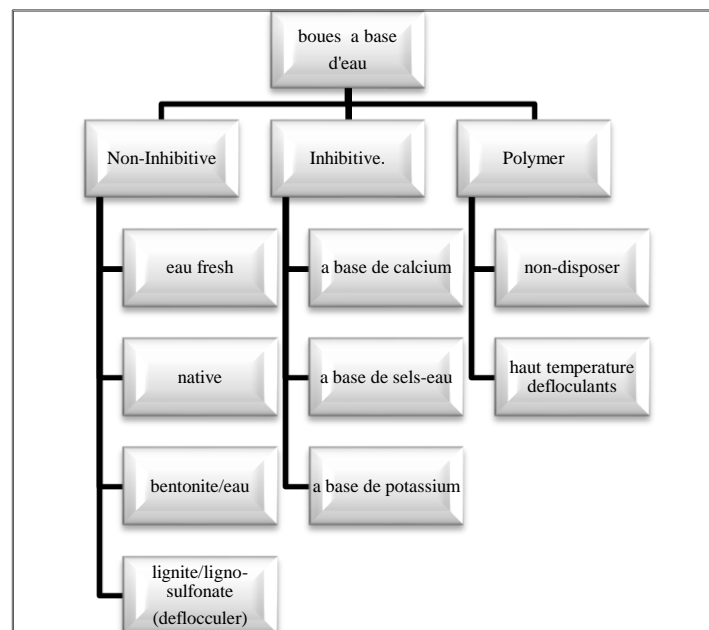 boues a base
d'eau
Non-Inhibitive
eau fresh
native
bentonite/eau
lignite/ligno-
sulfonate
(deflocculer)
Inhibitive.
a base de calcium
a base de sels-eau
a base de potassium
Polymer
non-disposer
haut temperature
defloculants